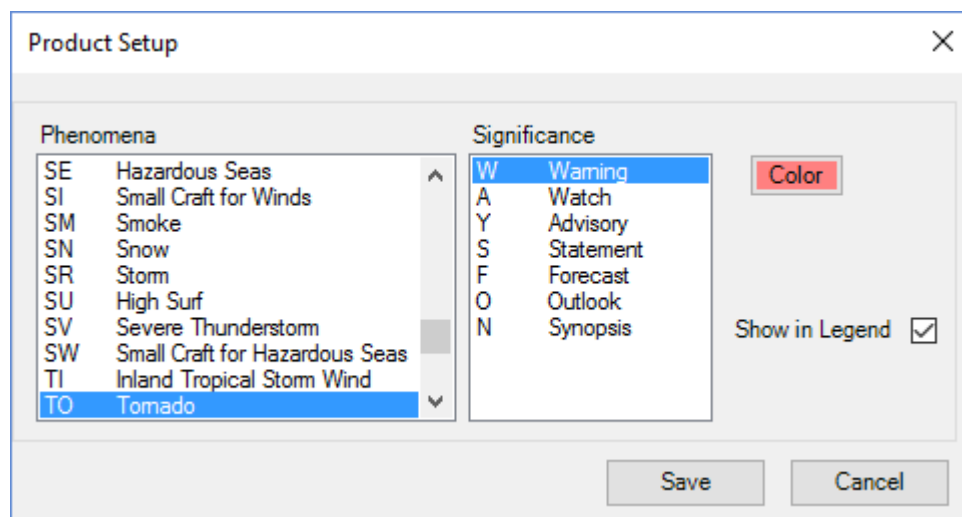 Product Setup
Phenomena
SE Hazardous Seas
SI Small Craft for Winds
SM Smoke
SN Snow
SR Storm
SU High Surf
SV Severe Thunderstorm
SW Small Craft for Hazardous Seas
TI Inland Tropical Storm Wind
TO Tornado
Significance
W Warning
A Watch
Y Advisory
S Statement
F Forecast
O Outlook
N Synopsis
Color
Show in Legend
Save
Cancel